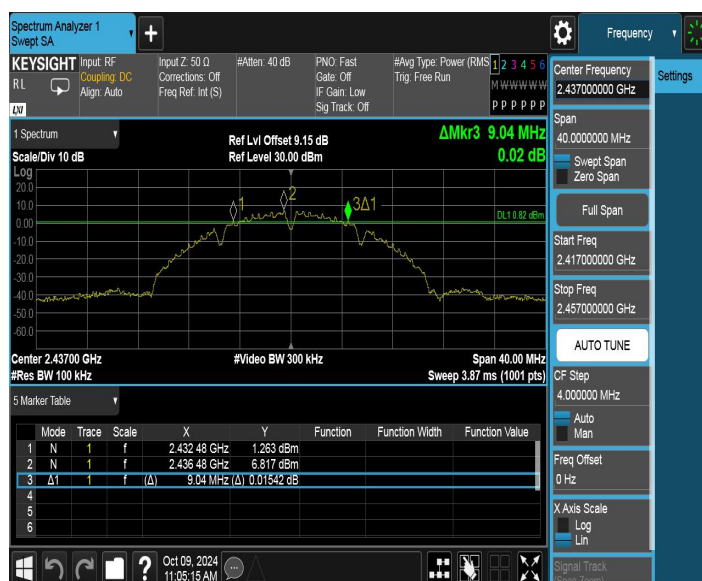 Spectrum Analyzer 1
Swept SA
+
Frequency
KEYSIGHT
RL
LXI
Input: RF
Coupling: DC
Align: Auto
Input Z: 50 Ω
Corrections: Off
Freq Ref: Int (S)
#Atten: 40 dB
PNO: Fast
Gate: Off
IF Gain: Low
Sig Track: Off
#Avg Type: Power (RMS
Trig: Free Run
1 2 3 4 5 6
M W W W W W
P P P P P P
1 Spectrum
Scale/Div 10 dB
Ref Lvl Offset 9.15 dB
Ref Level 30.00 dBm
ΔMkr3 9.04 MHz
0.02 dB
Log
20.0
10.0
0.00
-10.0
-20.0
-30.0
-40.0
-50.0
-60.0
1
2
3Δ1
DL1 0.82 dBm
Center 2.43700 GHz
#Res BW 100 kHz
#Video BW 300 kHz
Span 40.00 MHz
Sweep 3.87 ms (1001 pts)
5 Marker Table
Mode Trace Scale X Y Function Function Width Function Value
1 N 1 f 2.432 48 GHz 1.263 dBm
2 N 1 f 2.436 48 GHz 6.817 dBm
3 Δ1 1 f (Δ) 9.04 MHz (Δ) 0.01542 dB
4
5
6
?
Oct 09, 2024
11:05:15 AM
Center Frequency
2.437000000 GHz
Settings
Span
40.0000000 MHz
Swept Span
Zero Span
Full Span
Start Freq
2.417000000 GHz
Stop Freq
2.457000000 GHz
AUTO TUNE
CF Step
4.000000 MHz
Auto
Man
Freq Offset
0 Hz
X Axis Scale
Log
Lin
Signal Track
(Span Zoom)